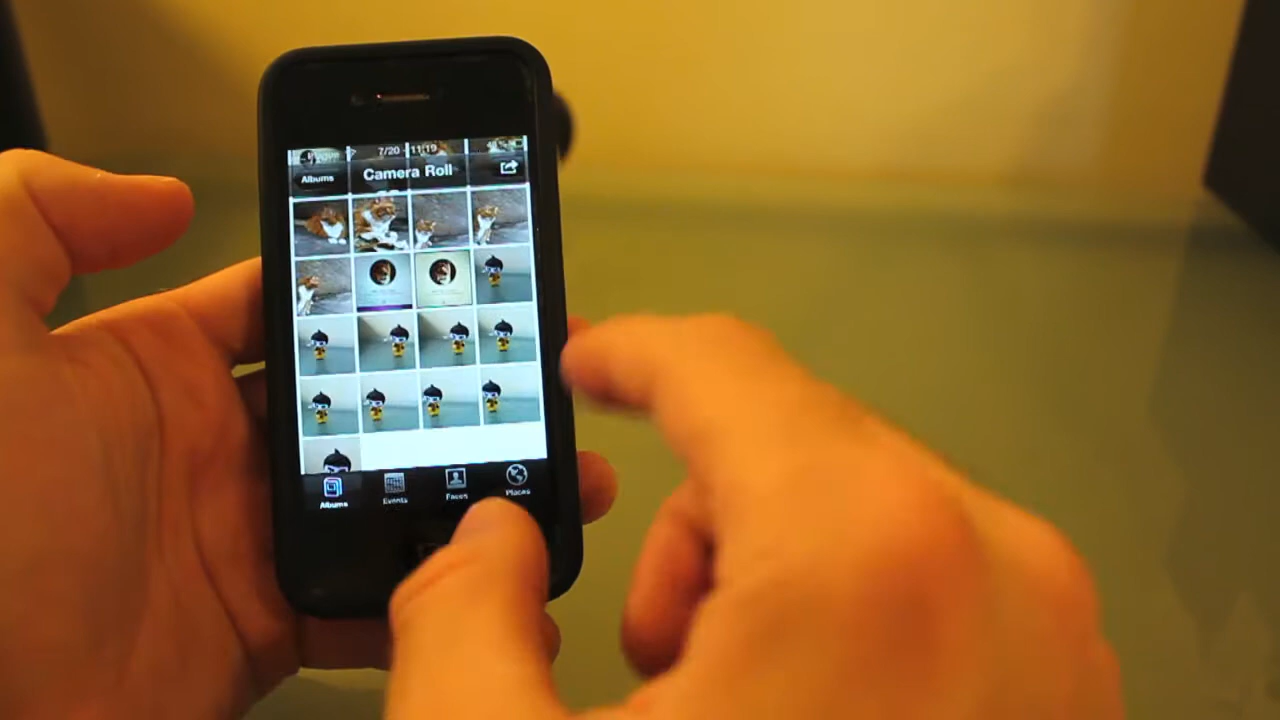 7/20 - 11:19
Albums
Camera Roll
Albums
Events
Faces
Places